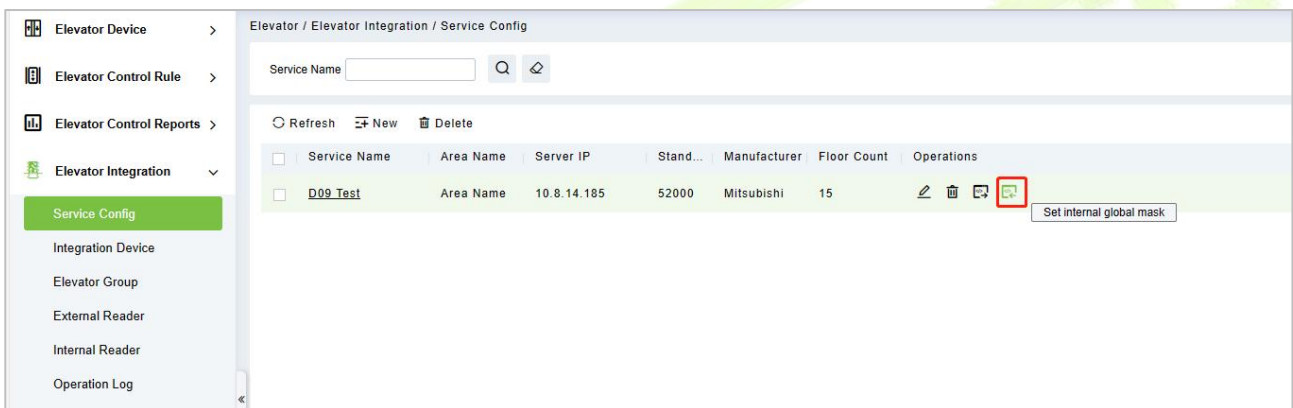 Elevator Device
Elevator Control Rule
Elevator Control Reports
Elevator Integration
Service Config
Integration Device
Elevator Group
External Reader
Internal Reader
Operation Log
Elevator / Elevator Integration / Service Config
Service Name
Refresh New Delete
Service Name Area Name Server IP Stand... Manufacturer Floor Count Operations
D09 Test Area Name 10.8.14.185 52000 Mitsubishi 15
Set internal global mask